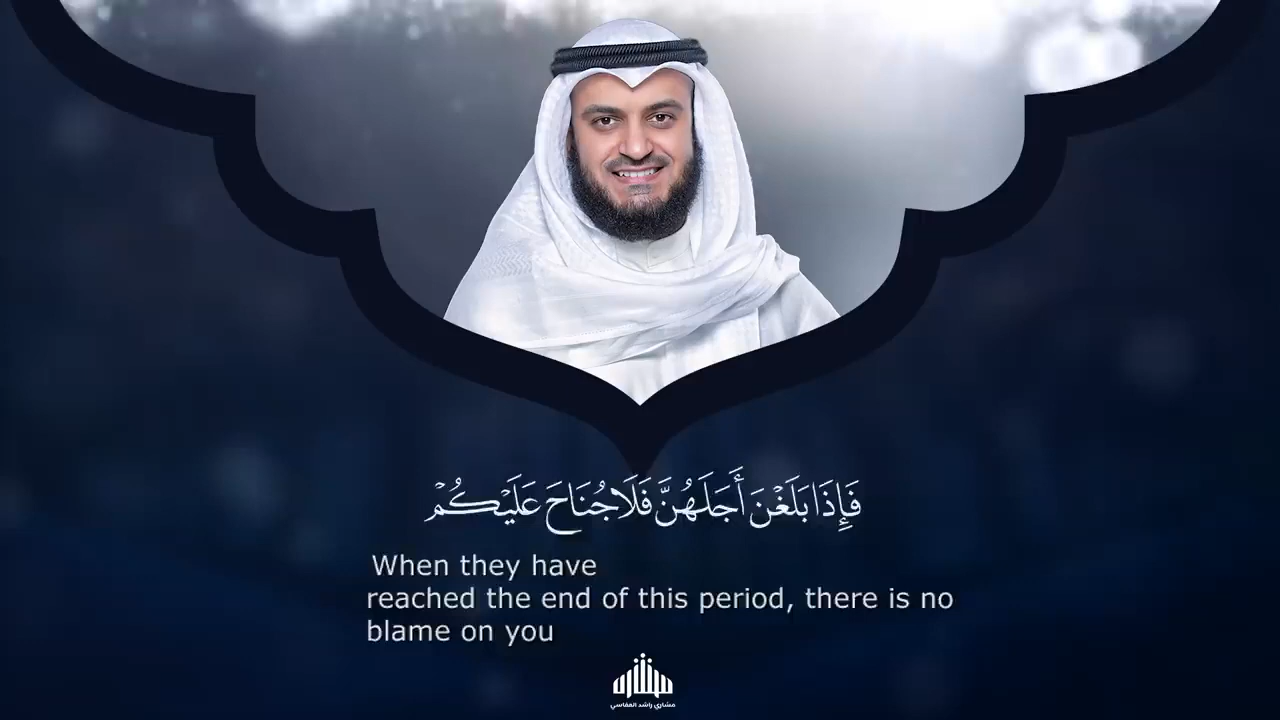 فَإِذَا بَلَغْنَ أَجَلَهُنَّ فَلَا جُنَاحَ عَلَيْكُمْ
When they have
reached the end of this period, there is no
blame on you
مشاري
مشاري راشد العفاسي